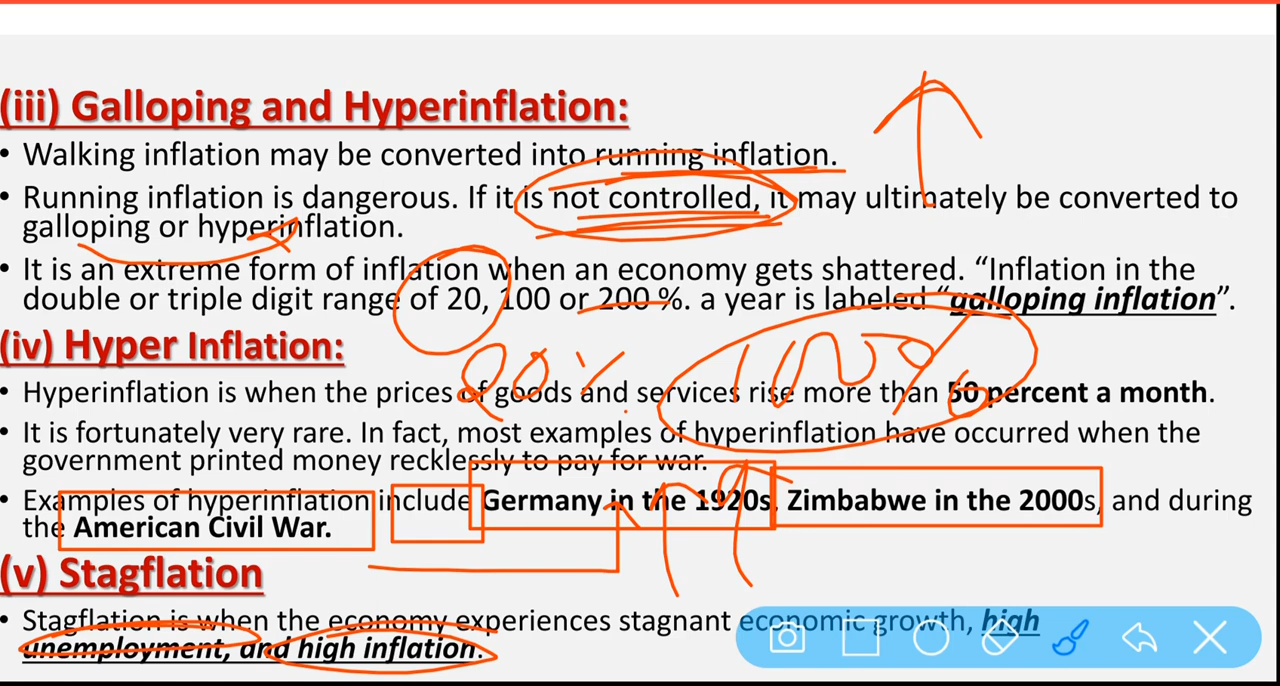 (iii) Galloping and Hyperinflation:
• Walking inflation may be converted into running inflation.
• Running inflation is dangerous. If it is not controlled, it may ultimately be converted to
galloping or hyperinflation.
• It is an extreme form of inflation when an economy gets shattered. “Inflation in the
double or triple digit range of 20, 100 or 200 %. a year is labeled “galloping inflation”.
(iv) Hyper Inflation:
• Hyperinflation is when the prices of goods and services rise more than 50 percent a month.
• It is fortunately very rare. In fact, most examples of hyperinflation have occurred when the
government printed money recklessly to pay for war.
• Examples of hyperinflation include Germany in the 1920s, Zimbabwe in the 2000s, and during
the American Civil War.
(v) Stagflation
• Stagflation is when the economy experiences stagnant economic growth, high
unemployment, and high inflation.